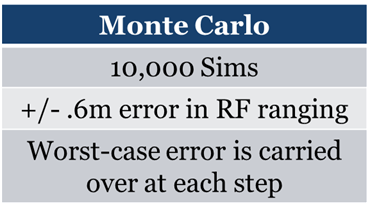 Monte Carlo
10,000 Sims
+/- .6m error in RF ranging
Worst-case error is carried
over at each step